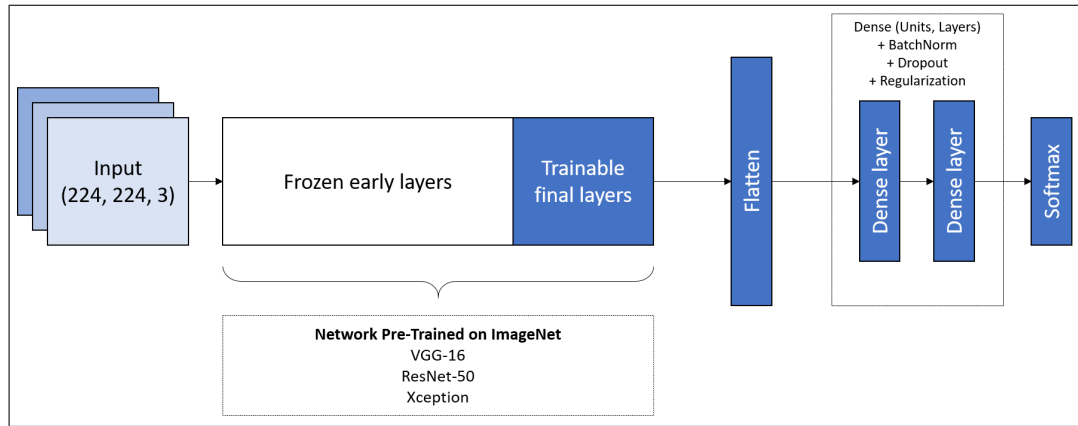 Input
(224, 224, 3)
Frozen early layers
Trainable
final layers
Network Pre-Trained on ImageNet
VGG-16
ResNet-50
Xception
Flatten
Dense (Units, Layers)
+ BatchNorm
+ Dropout
+ Regularization
Dense layer
Dense layer
Softmax